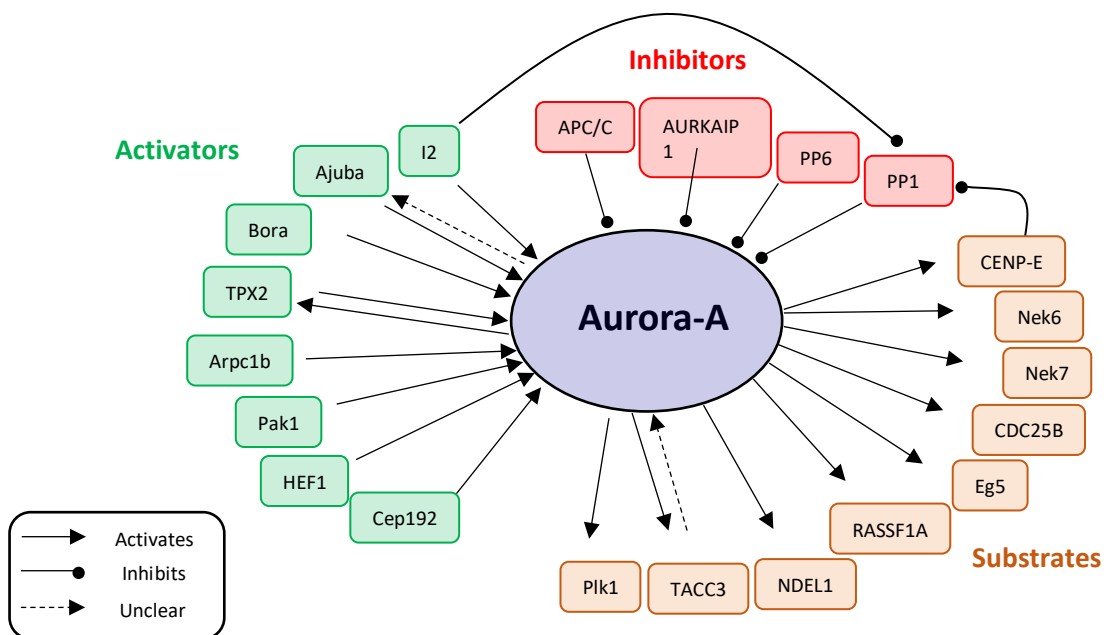 Inhibitors
Activators
I2
Ajuba
Bora
TPX2
Arpc1b
Pak1
HEF1
Cep192
APC/C
AURKAIP
1
PP6
PP1
Aurora-A
CENP-E
Nek6
Nek7
CDC25B
Eg5
RASSF1A
NDEL1
TACC3
Plk1
Substrates
Activates
Inhibits
Unclear